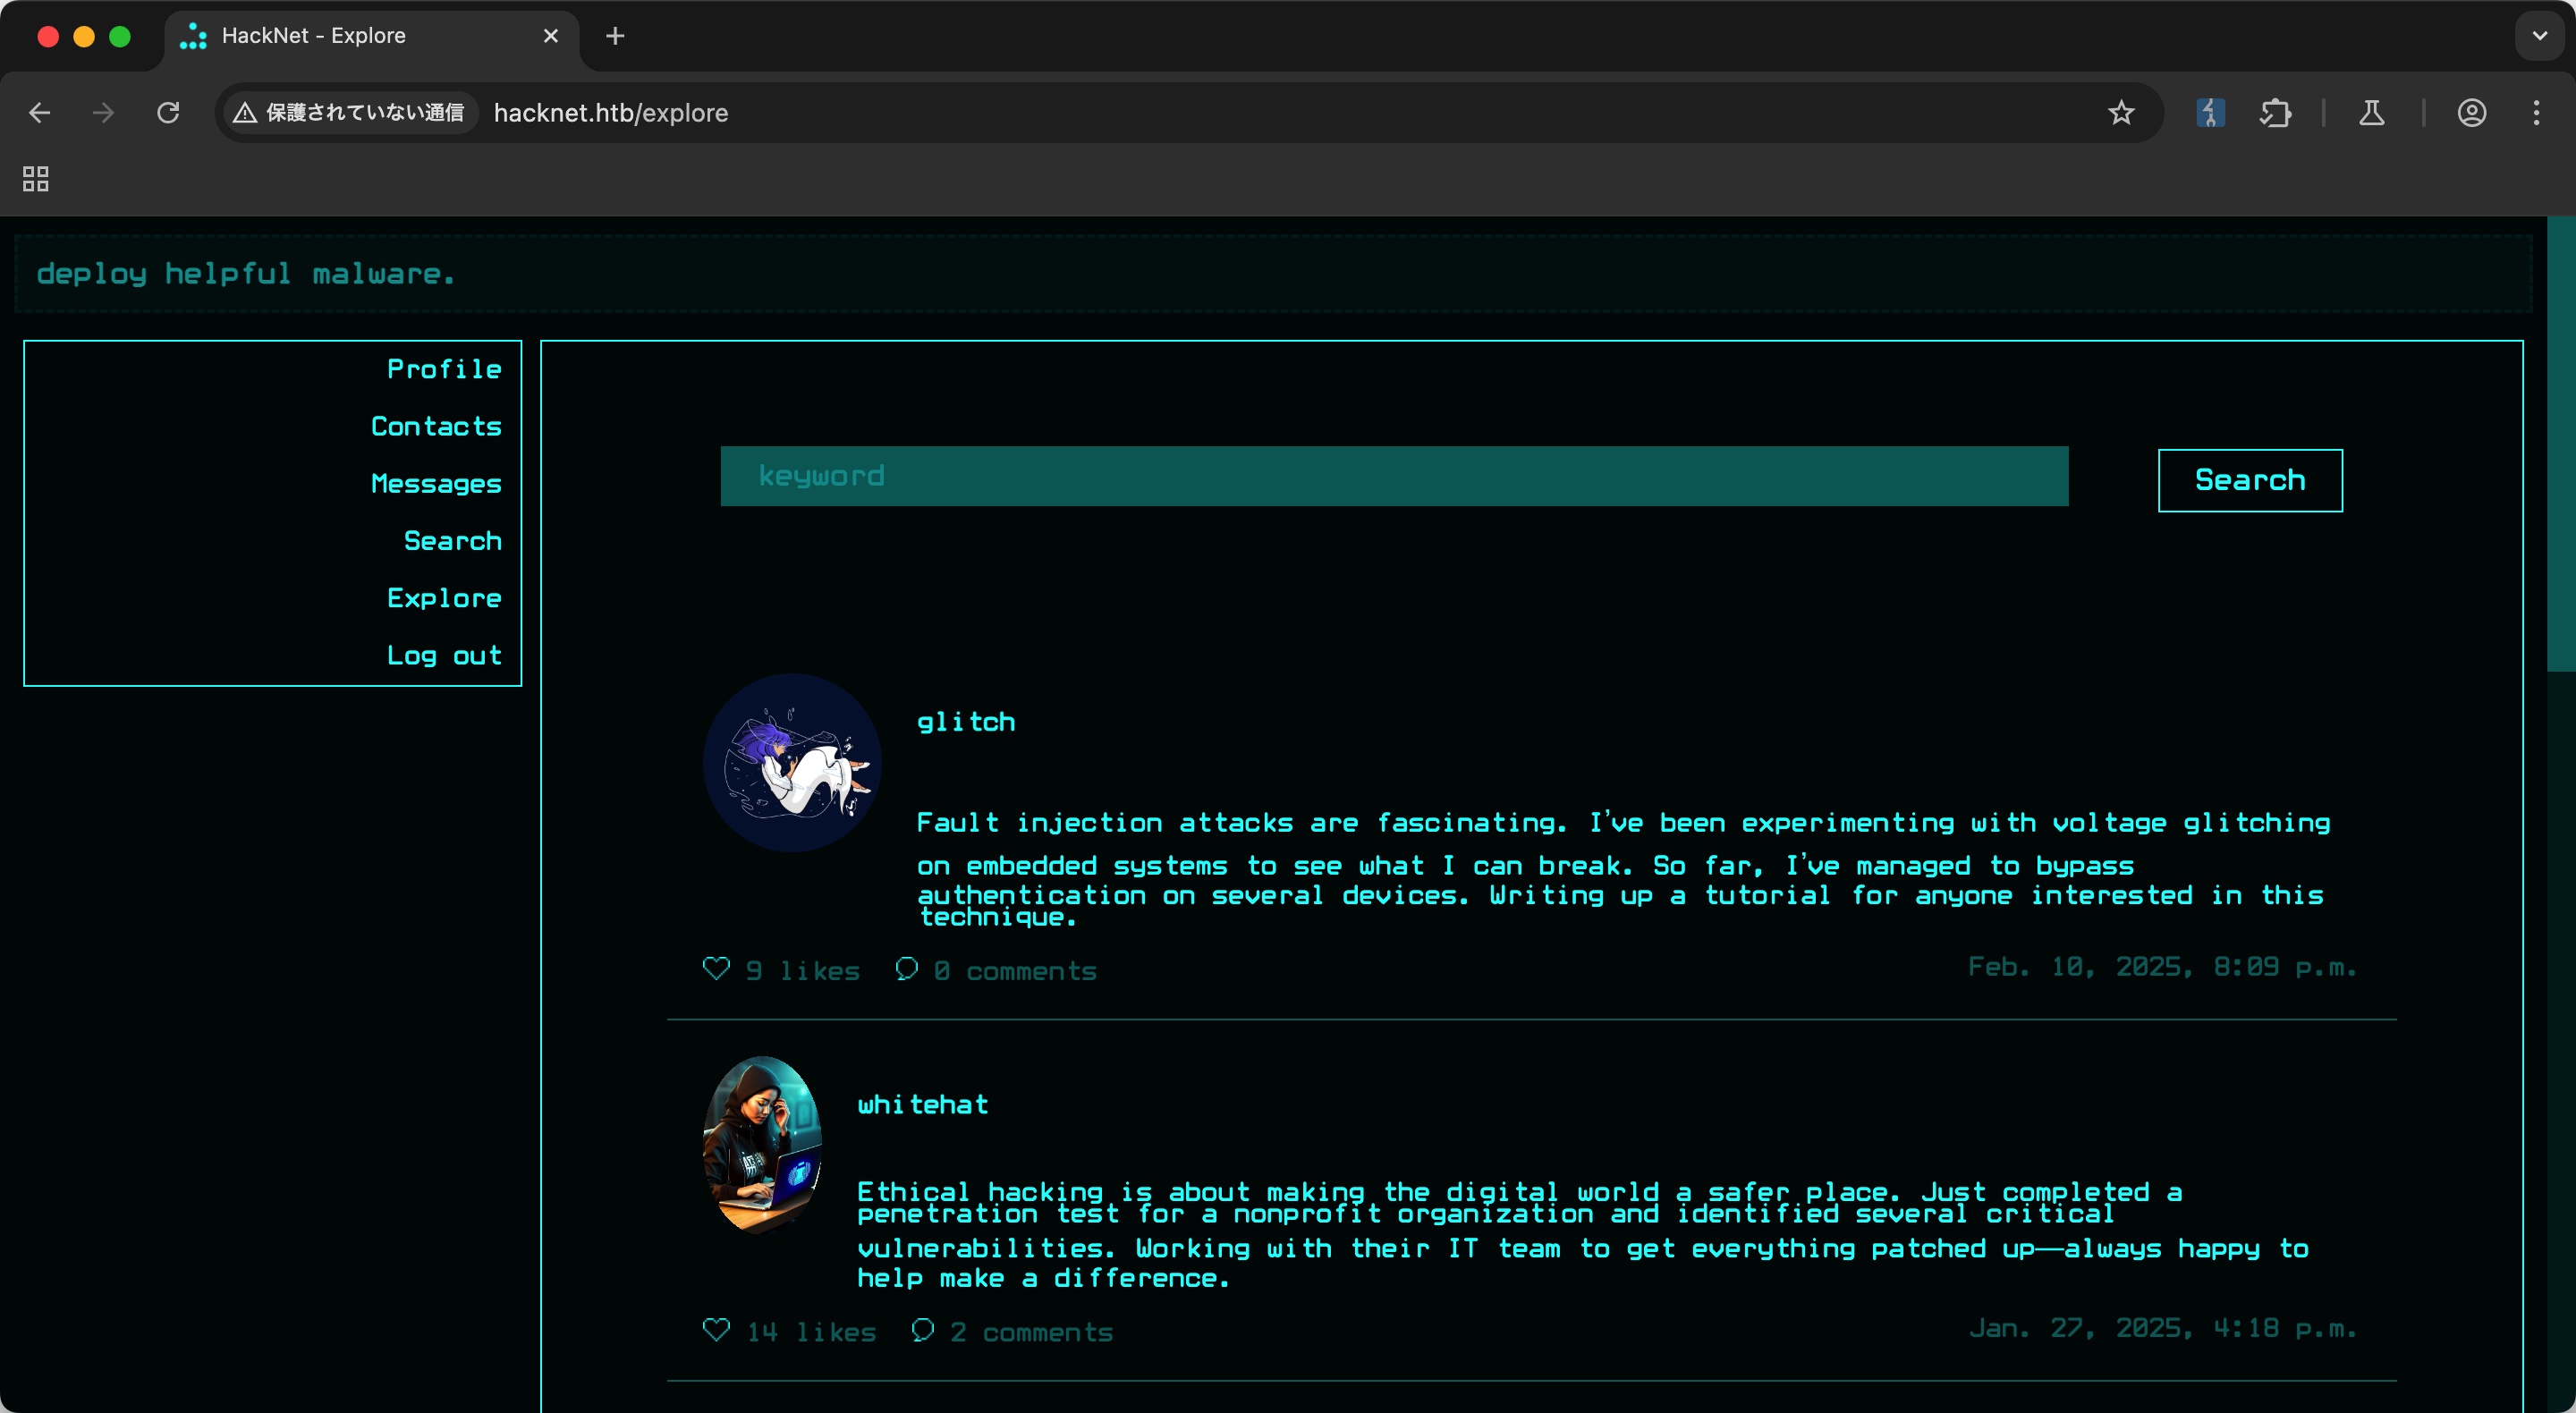 HackNet - Explore
保護されていない通信 hacknet.htb/explore
deploy helpful malware.
Profile
Contacts
Messages
Search
Explore
Log out
keyword
Search
glitch
Fault injection attacks are fascinating. I've been experimenting with voltage glitching
on embedded systems to see what I can break. So far, I've managed to bypass
authentication on several devices. Writing up a tutorial for anyone interested in this
technique.
9 likes 0 comments Feb. 10, 2025, 8:09 p.m.
whitehat
Ethical hacking is about making the digital world a safer place. Just completed a
penetration test for a nonprofit organization and identified several critical
vulnerabilities. Working with their IT team to get everything patched up—always happy to
help make a difference.
14 likes 2 comments Jan. 27, 2025, 4:18 p.m.